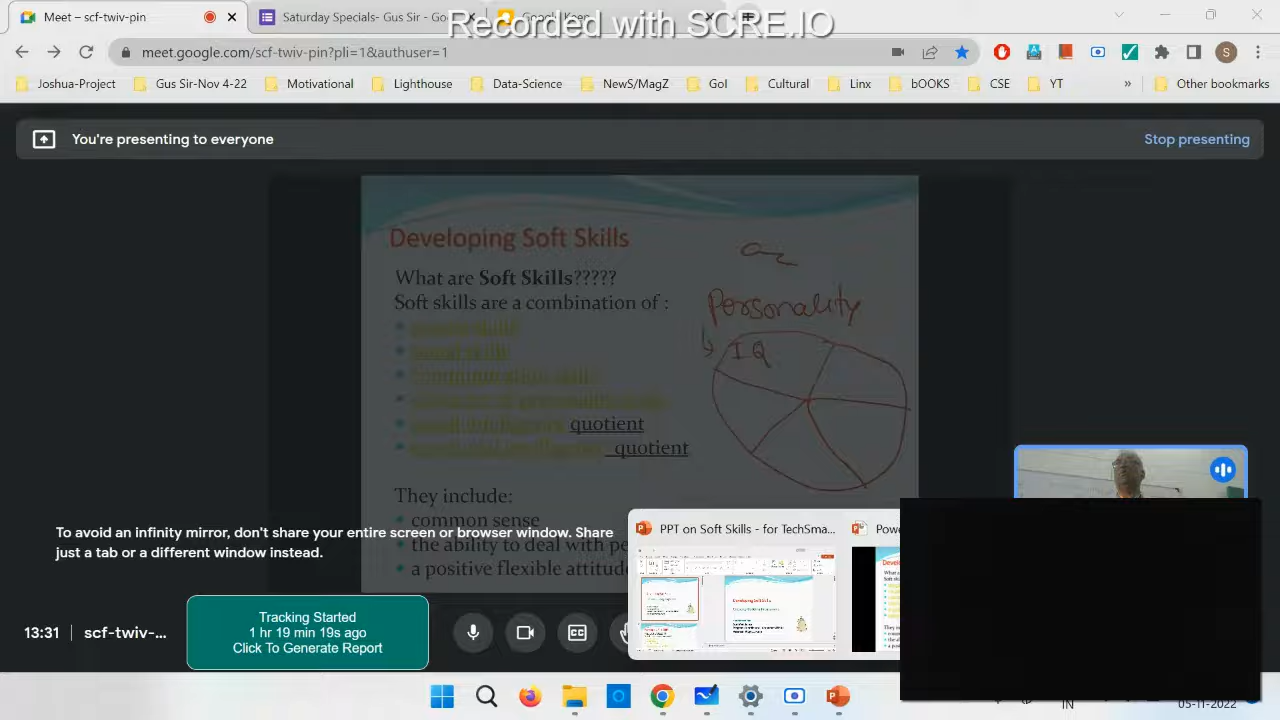 Meet – scf-twiv-pin
Saturday Specials- Gus Sir - Go
Recorded with SCRE.IO
meet.google.com/scf-twiv-pin?pli=1&authuser=1
S
Joshua-Project
Gus Sir-Nov 4-22
Motivational
Lighthouse
Data-Science
NewS/MagZ
GoI
Cultural
Linx
bOOKS
CSE
YT
»
Other bookmarks
You're presenting to everyone
Stop presenting
Developing Soft Skills
What are Soft Skills?????
Soft skills are a combination of :
quotient
quotient
Personality
IQ
They include:
common sense
the ability to deal with pe
a positive flexible attitud
To avoid an infinity mirror, don't share your entire screen or browser window. Share
just a tab or a different window instead.
PPT on Soft Skills - for TechSma...
Powe
scf-twiv-...
Tracking Started
1 hr 19 min 18s ago
Click To Generate Report
IN
05-11-2022